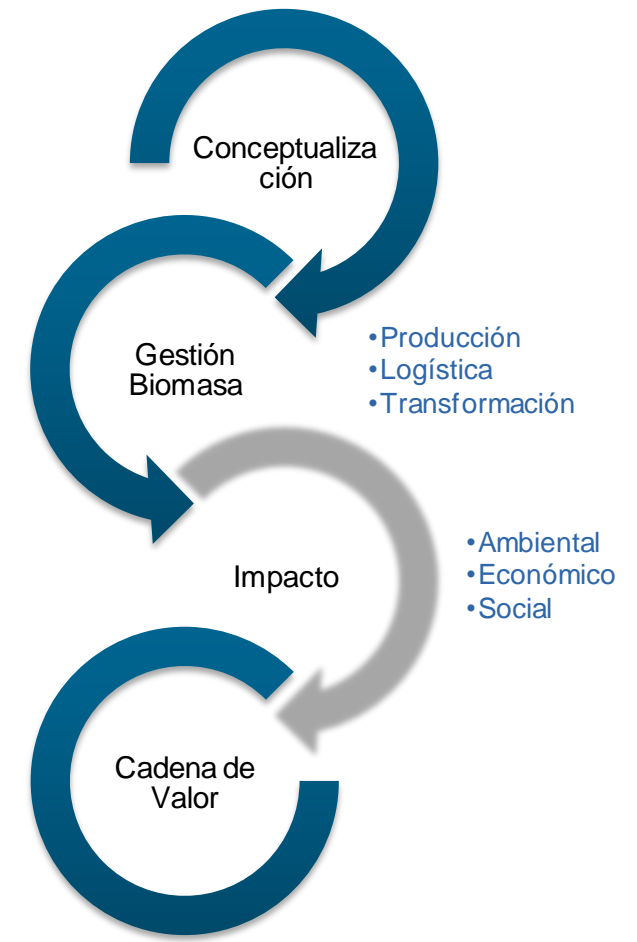 Conceptualiza
ción
Gestión
Biomasa
•Producción
•Logística
•Transformación
Impacto
•Ambiental
•Económico
•Social
Cadena de
Valor